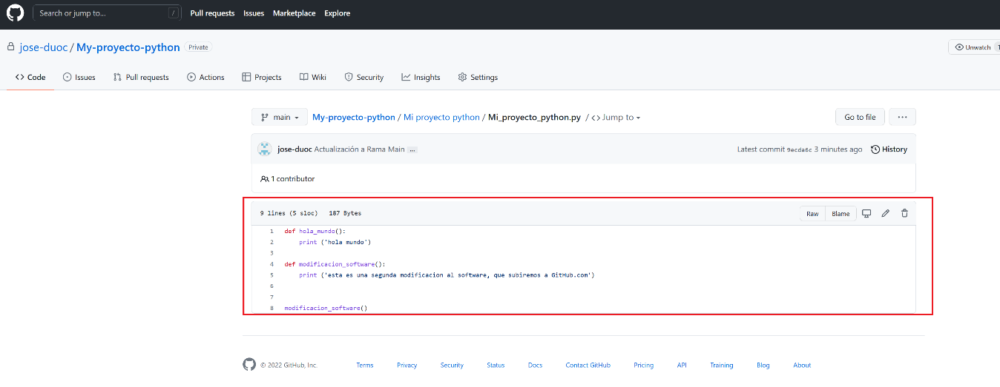 Search or jump to... / Pull requests Issues Marketplace Explore
jose-duoc / My-proyecto-python Private Unwatch 1
Code Issues Pull requests Actions Projects Wiki Security Insights Settings
main My-proyecto-python / Mi proyecto python / Mi_proyecto_python.py / <> Jump to Go to file ...
jose-duoc Actualización a Rama Main ... Latest commit 9ecda6c 3 minutes ago History
1 contributor
9 lines (5 sloc) 187 Bytes Raw Blame
1 def hola_mundo():
2 print ('hola mundo')
3
4 def modificacion_software():
5 print ('esta es una segunda modificacion al software, que subiremos a GitHub.com')
6
7
8 modificacion_software()
© 2022 GitHub, Inc. Terms Privacy Security Status Docs Contact GitHub Pricing API Training Blog About